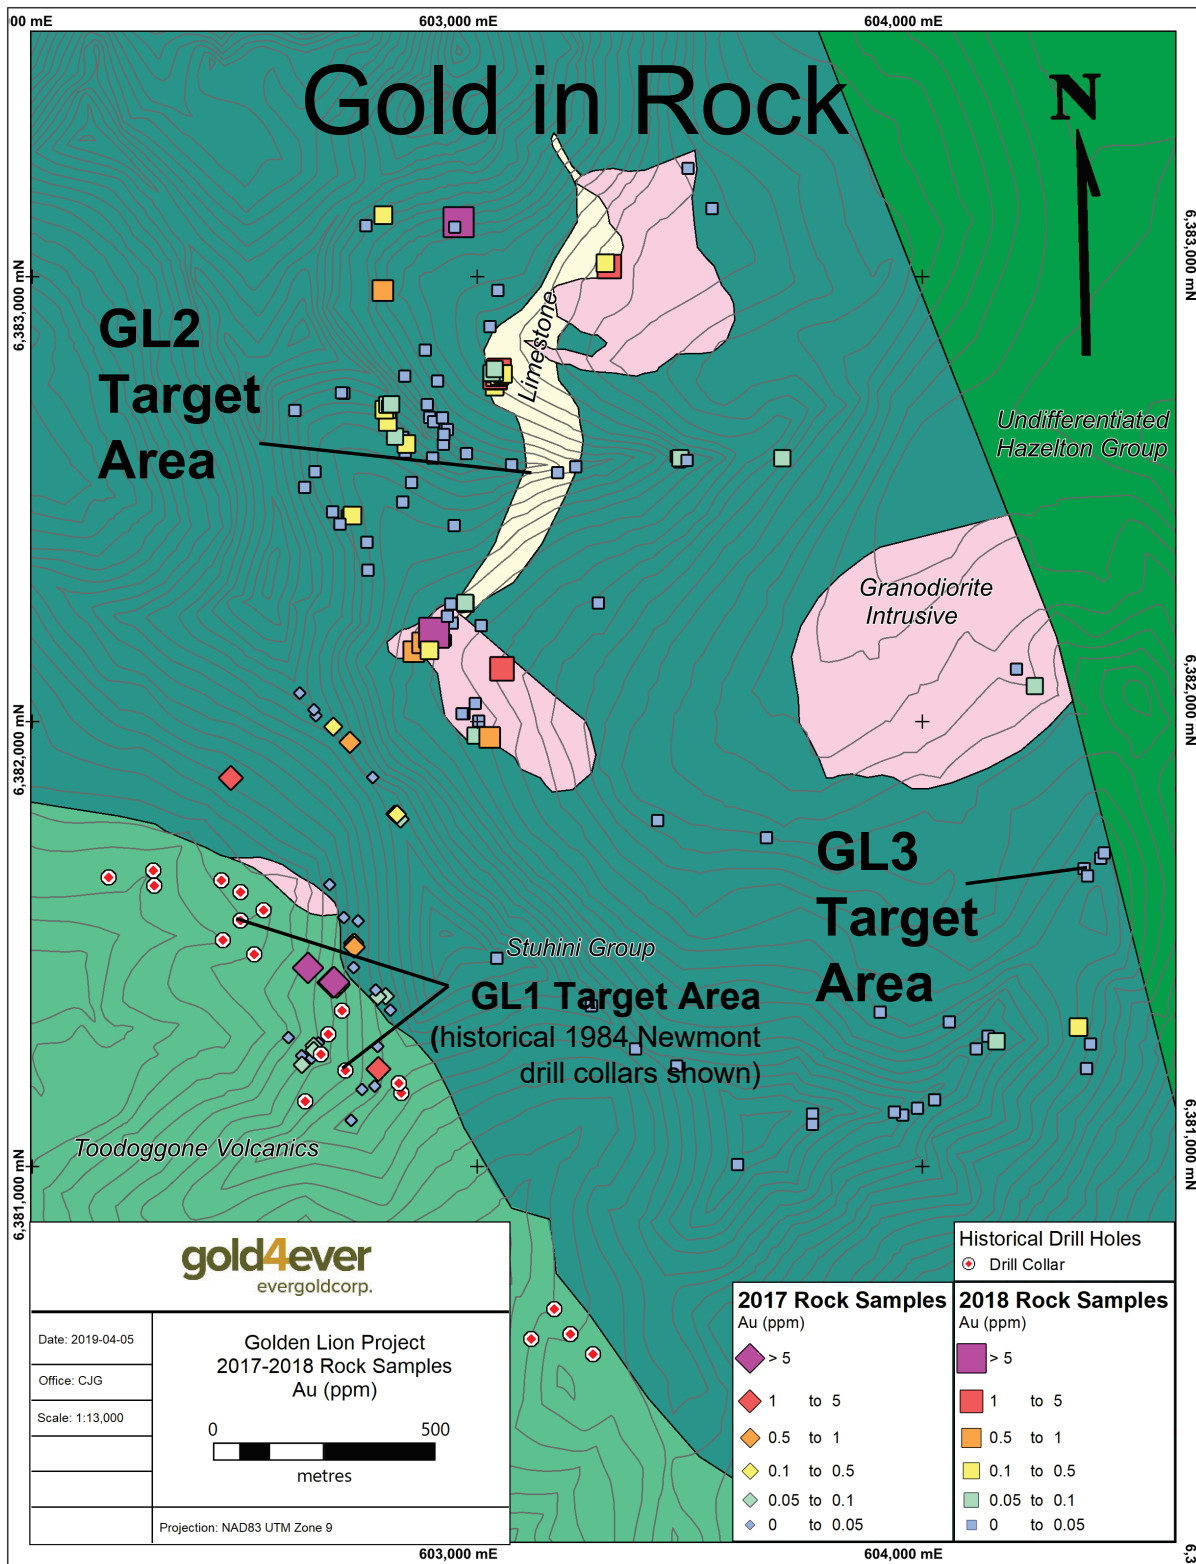 00 mE
603,000 mE
604,000 mE
Gold in Rock
N
6,383,000 mN
6,383,000 mN
GL2
Target
Area
Limestone
Undifferentiated
Hazelton Group
Granodiorite
Intrusive
6,382,000 mN
6,382,000 mN
GL3
Target
Area
Stuhini Group
GL1 Target Area
(historical 1984 Newmont
drill collars shown)
Toodoggone Volcanics
6,381,000 mN
6,381,000 mN
gold4ever
evergoldcorp.
Date: 2019-04-05
Office: CJG
Scale: 1:13,000
Golden Lion Project
2017-2018 Rock Samples
Au (ppm)
0 500
metres
Projection: NAD83 UTM Zone 9
Historical Drill Holes
Drill Collar
2017 Rock Samples
Au (ppm)
> 5
1 to 5
0.5 to 1
0.1 to 0.5
0.05 to 0.1
0 to 0.05
2018 Rock Samples
Au (ppm)
> 5
1 to 5
0.5 to 1
0.1 to 0.5
0.05 to 0.1
0 to 0.05
603,000 mE
604,000 mE
6,3